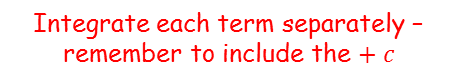 Integrate each term separately –
remember to include the + c